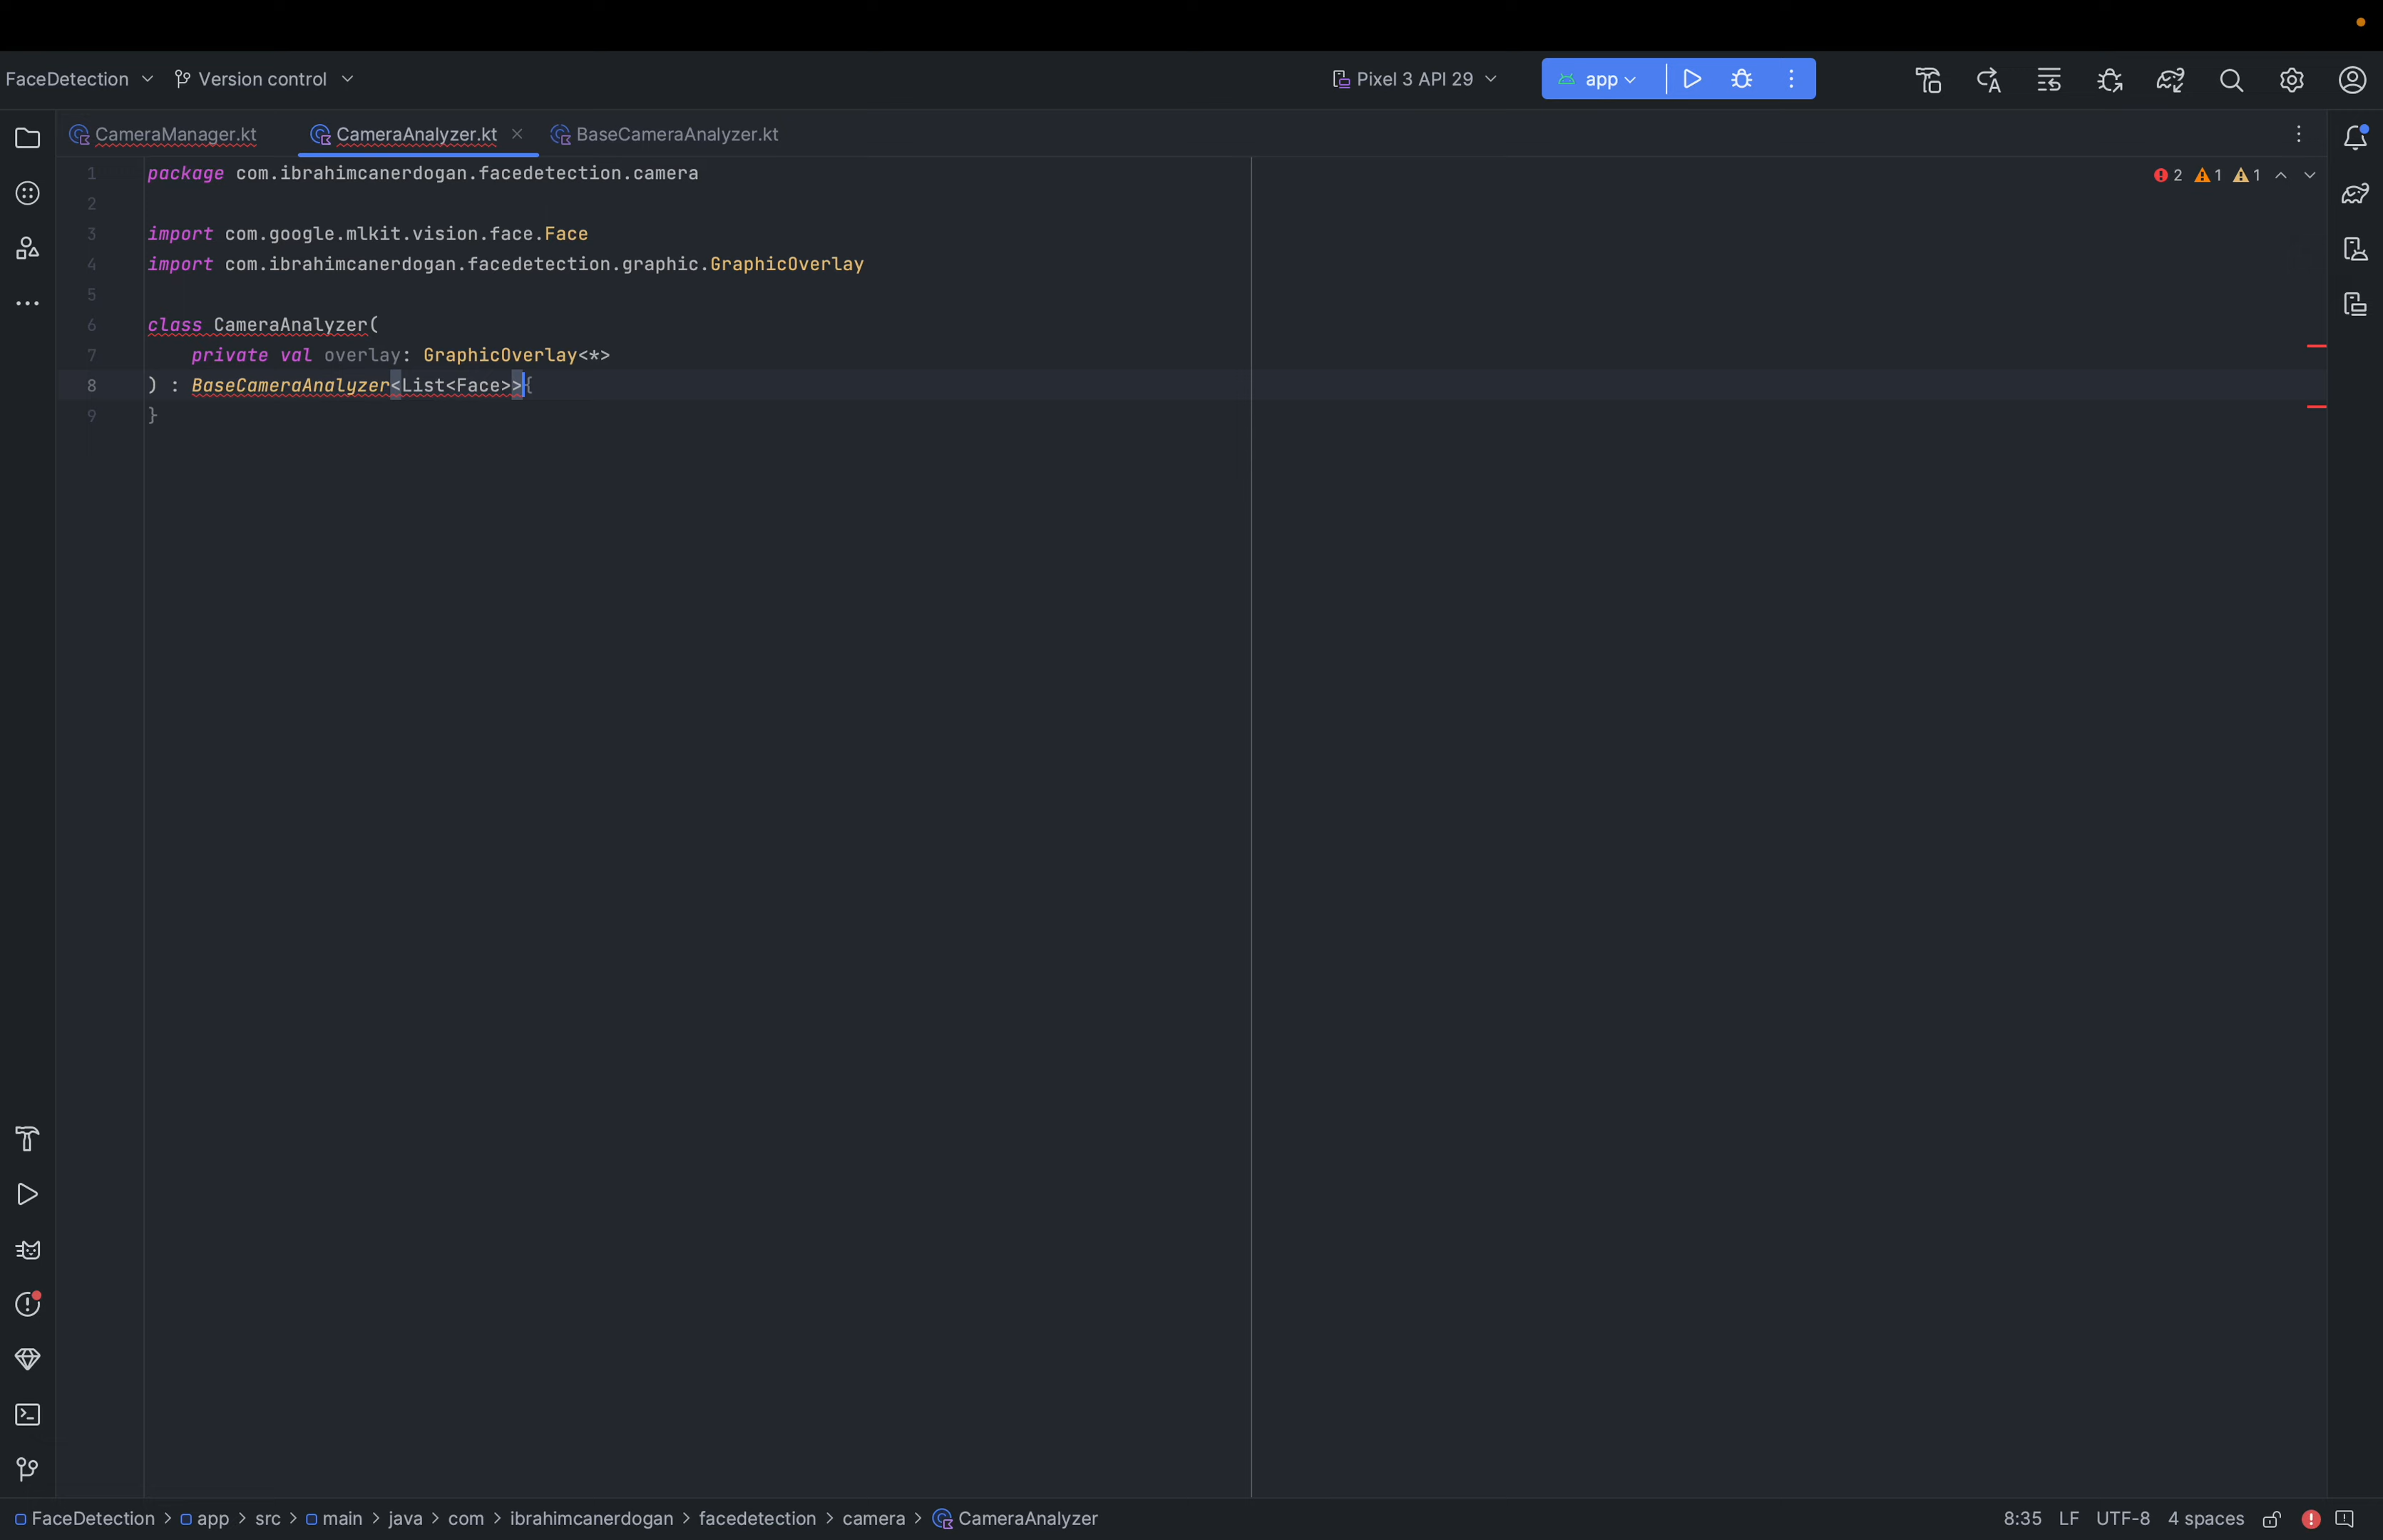 FaceDetection Version control Pixel 3 API 29 app
CameraManager.kt CameraAnalyzer.kt BaseCameraAnalyzer.kt
1 package com.ibrahimcanerdogan.facedetection.camera 2 1 1
2
3 import com.google.mlkit.vision.face.Face
4 import com.ibrahimcanerdogan.facedetection.graphic.GraphicOverlay
5
6 class CameraAnalyzer(
7 private val overlay: GraphicOverlay<*>
8 ) : BaseCameraAnalyzer<List<Face>>{
9 }
FaceDetection > app > src > main > java > com > ibrahimcanerdogan > facedetection > camera > CameraAnalyzer 8:35 LF UTF-8 4 spaces